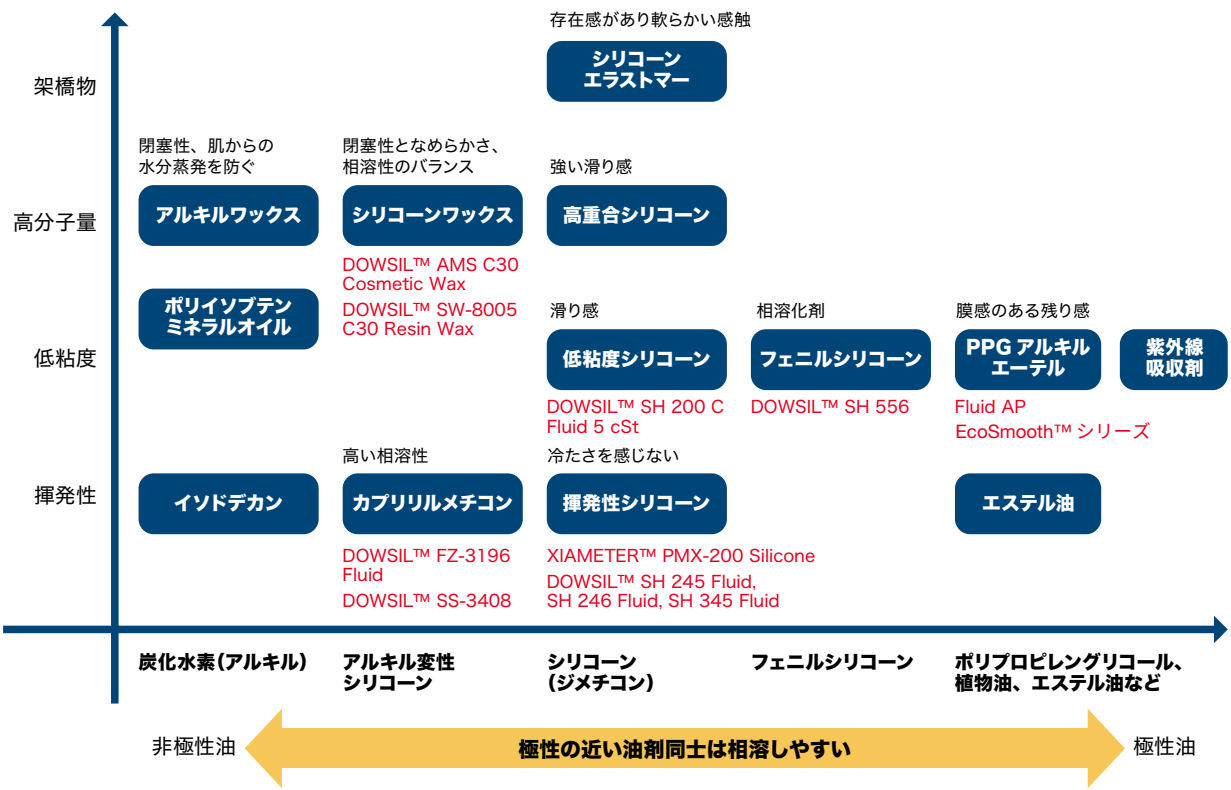 存在感があり軟らかい感触
シリコーン
エラストマー
架橋物
閉塞性、肌からの
水分蒸発を防ぐ
閉塞性となめらかさ、
相容性のバランス
強い滑り感
高分子量
アルキルワックス
シリコーンワックス
高重合シリコーン
DOWSIL™ AMS C30
Cosmetic Wax
DOWSIL™ SW-8005
C30 Resin Wax
ポリイソブテン
ミネラルオイル
滑り感
相容化剤
膜感のある残り感
低粘度
低粘度シリコーン
フェニルシリコーン
PPG アルキル
エーテル
紫外線
吸収剤
DOWSIL™ SH 200 C
Fluid 5 cSt
DOWSIL™ SH 556
Fluid AP
EcoSmooth™ シリーズ
高い相溶性
冷たさを感じない
揮発性
イソドデカン
カプリリルメチコン
揮発性シリコーン
エステル油
DOWSIL™ FZ-3196
Fluid
DOWSIL™ SS-3408
XIAMETER™ PMX-200 Silicone
DOWSIL™ SH 245 Fluid,
SH 246 Fluid, SH 345 Fluid
炭化水素（アルキル）
アルキル変性
シリコーン
シリコーン
（ジメチコン）
フェニルシリコーン
ポリプロピレングリコール、
植物油、エステル油など
非極性油
極性の近い油剤同士は相溶しやすい
極性油